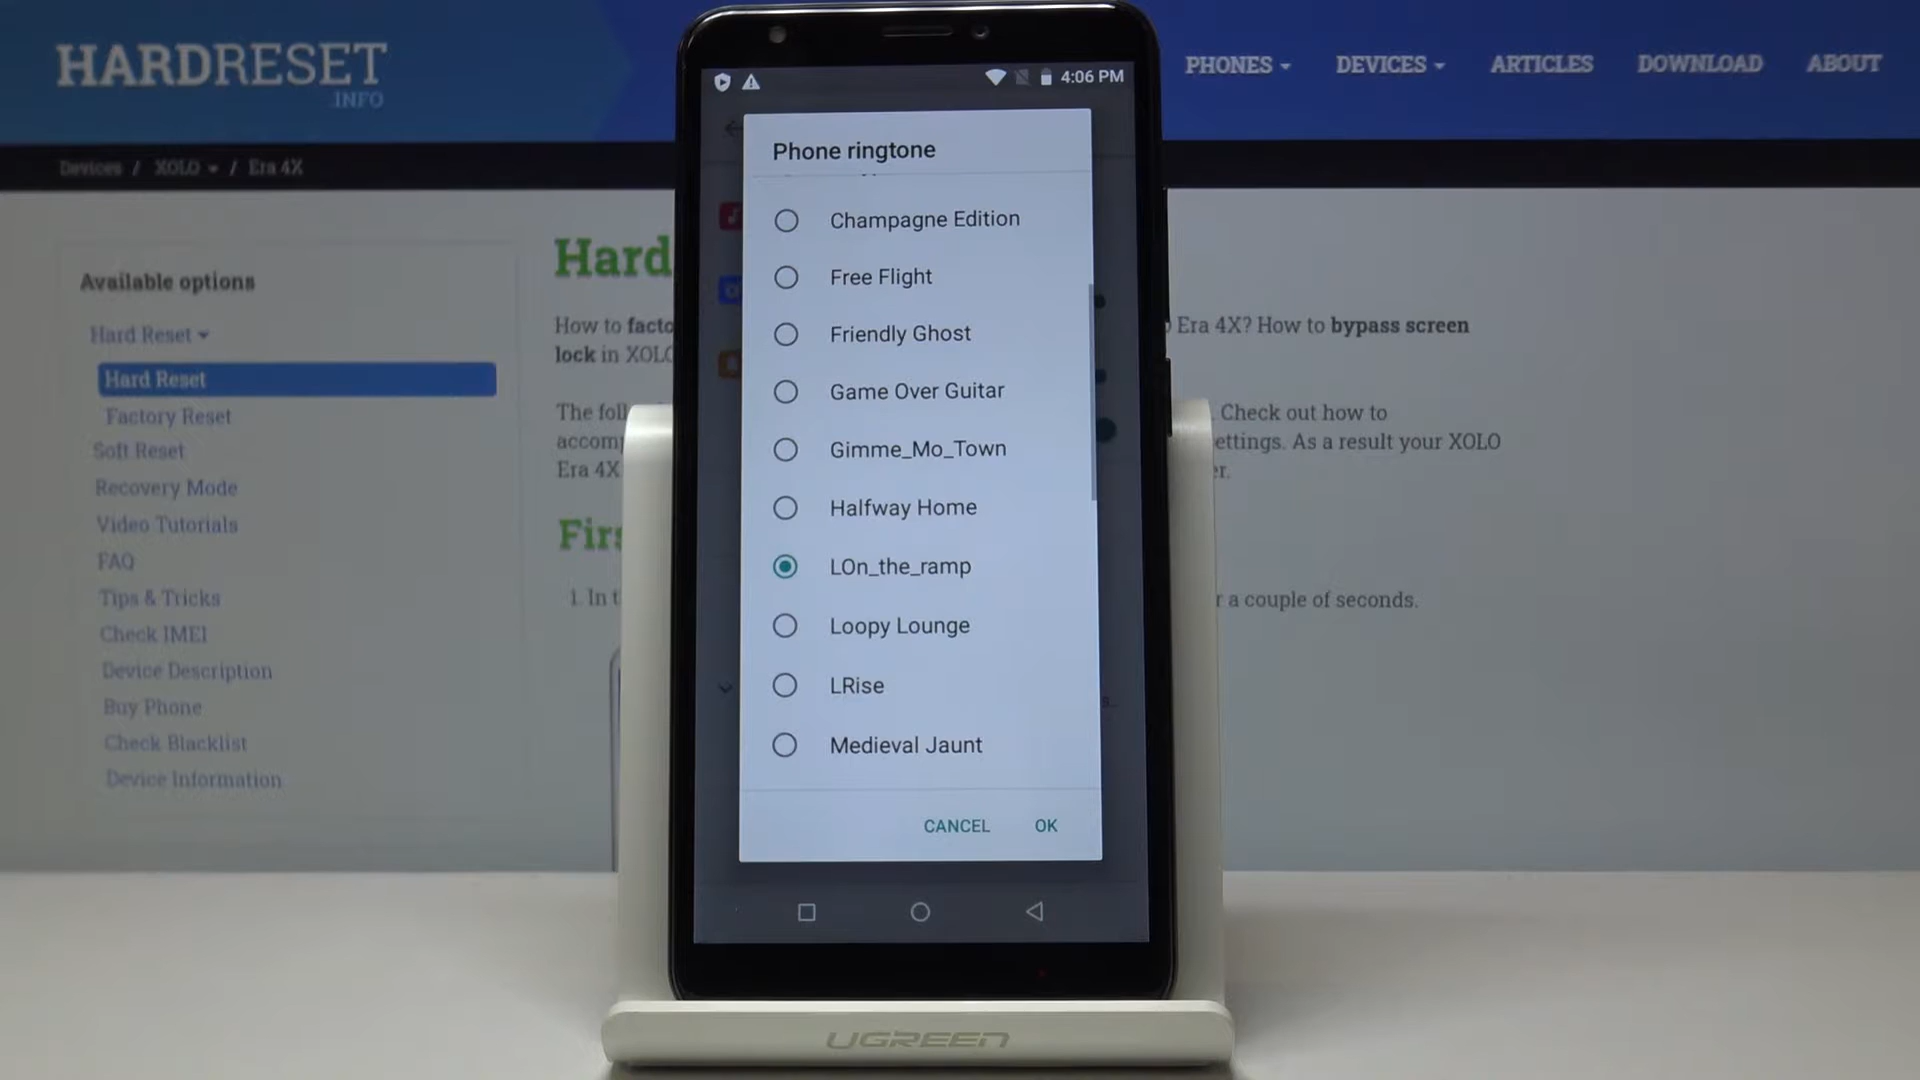 HARDRESET
.INFO
PHONES
DEVICES
ARTICLES
DOWNLOAD
ABOUT
Devices / XOLO / Era 4X
Available options
Hard Reset
Hard Reset
Factory Reset
Soft Reset
Recovery Mode
Video Tutorials
FAQ
Tips & Tricks
Check IMEI
Device Description
Buy Phone
Check Blacklist
Device Information
Hard
How to facto
lock in XOLO
The foll
accomp
Era 4X
Firs
1. In t
4:06 PM
Phone ringtone
Champagne Edition
Free Flight
Friendly Ghost
Game Over Guitar
Gimme_Mo_Town
Halfway Home
LOn_the_ramp
Loopy Lounge
LRise
Medieval Jaunt
CANCEL
OK
Era 4X? How to bypass screen
Check out how to
ettings. As a result your XOLO
er.
r a couple of seconds.
UGREEN